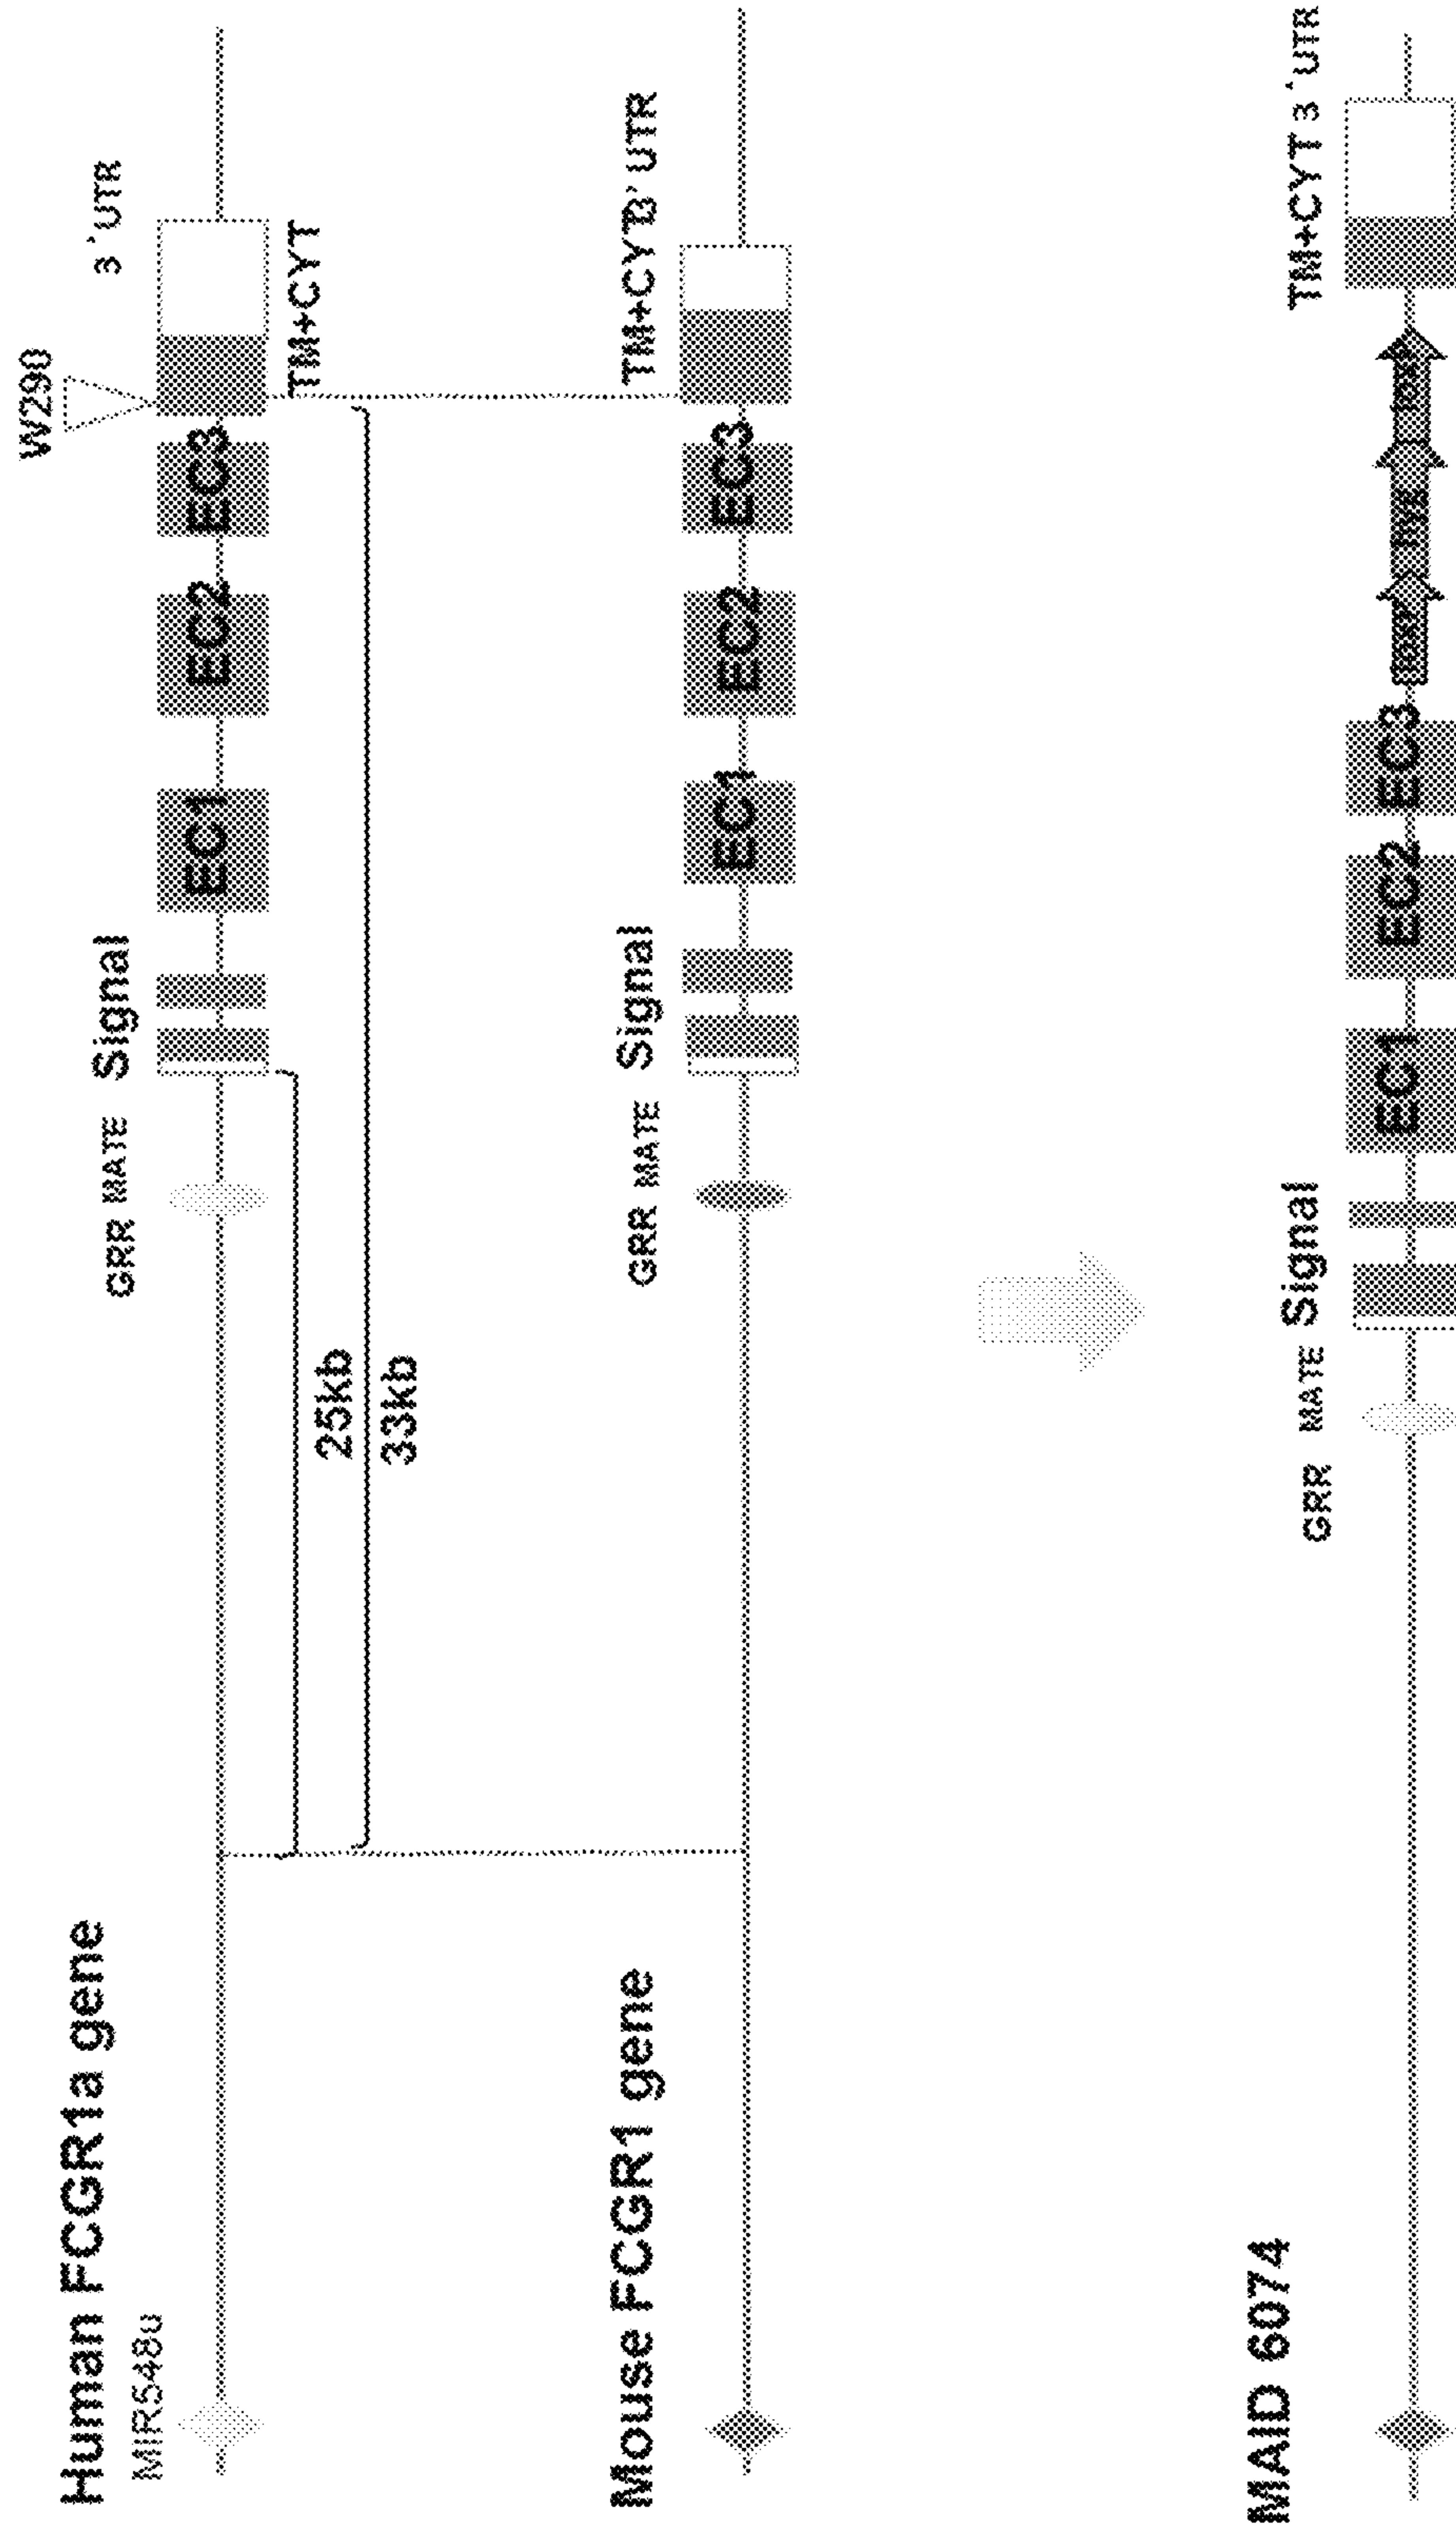 Human FCGR1a gene
MIR548u
GRR MATE Signal
W290
3 'UTR
EC1 EC2 EC3
TM+CYT
25kb
33kb
Mouse FCGR1 gene
GRR MATE Signal
TM+CYT3' UTR
EC1 EC2 EC3
MAID 6074
GRR MATE Signal
TM+CYT 3 'UTR
EC1 EC2 EC3
loxp